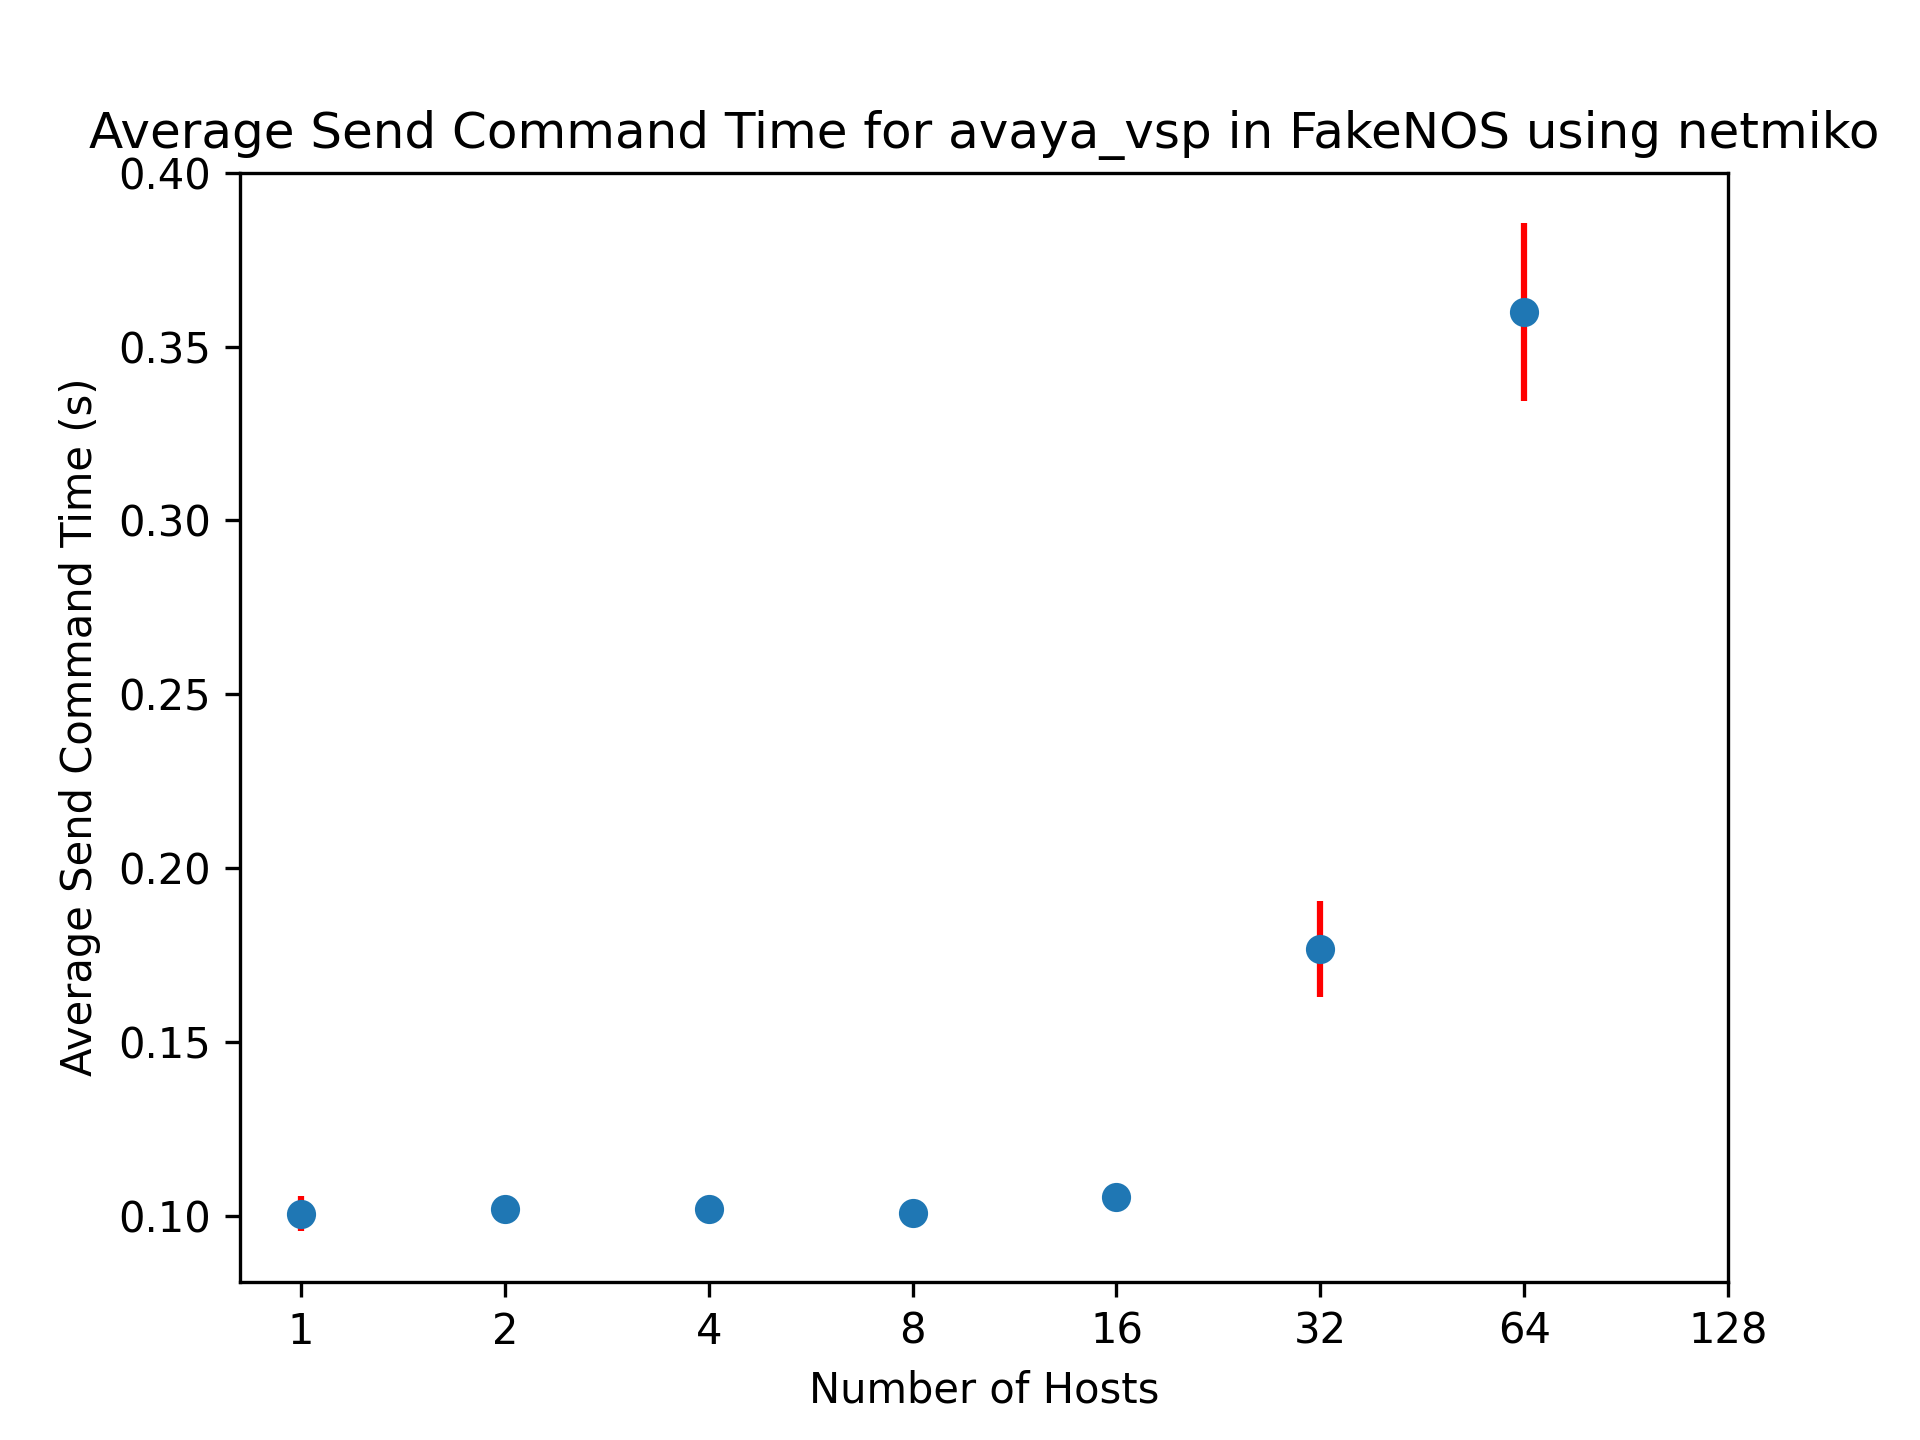 Average Send Command Time for avaya_vsp in FakeNOS using netmiko
Average Send Command Time (s)
0.40
0.35
0.30
0.25
0.20
0.15
0.10
1 2 4 8 16 32 64 128
Number of Hosts